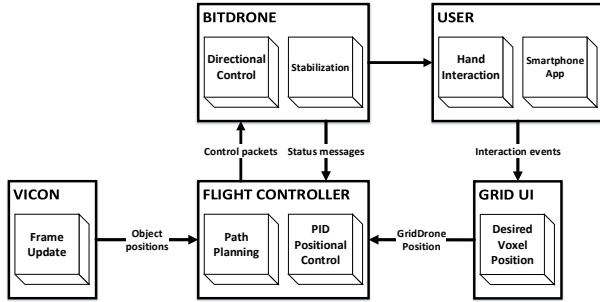 BITDRONE
Directional
Control
Stabilization
USER
Hand
Interaction
Smartphone
App
Control packets
Status messages
Interaction events
VICON
Frame
Update
Object
positions
FLIGHT CONTROLLER
Path
Planning
PID
Positional
Control
GridDrone
Position
GRID UI
Desired
Voxel
Position